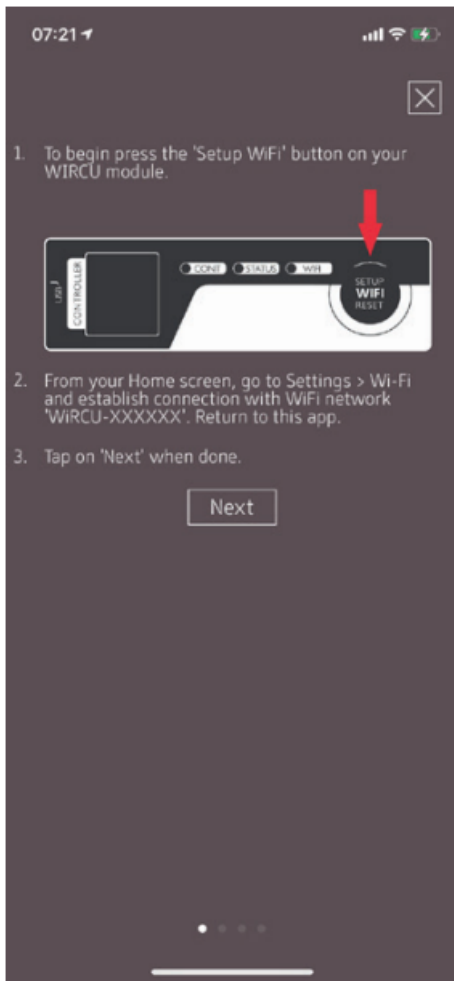 07:21
1. To begin press the 'Setup WiFi' button on your
WIRCU module.
USB
CONTROLLER
CONT STATUS WIFI
SETUP
WIFI
RESET
2. From your Home screen, go to Settings > Wi-Fi
and establish connection with WiFi network
'WiRCU-XXXXXX'. Return to this app.
3. Tap on 'Next' when done.
Next